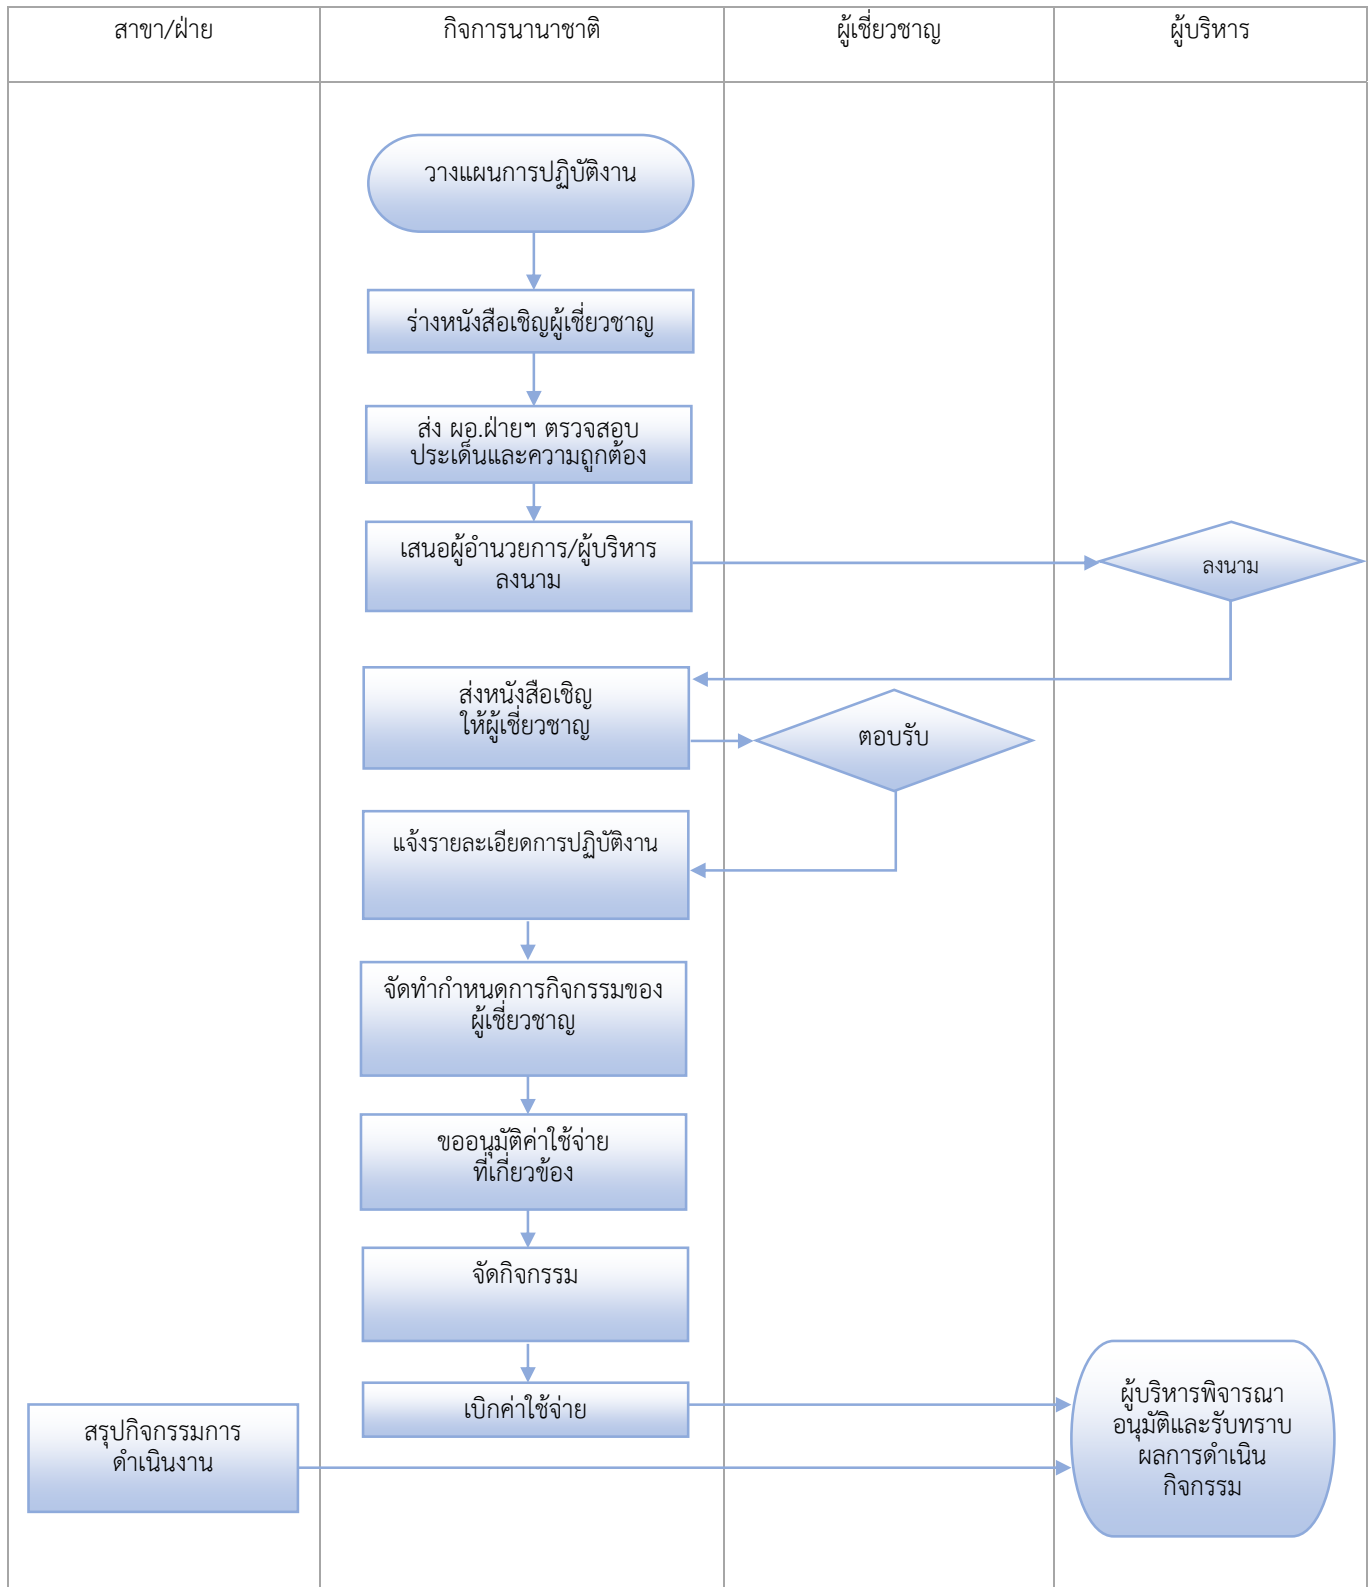 สาขา/ฝ่าย
กิจการนานาชาติ
ผู้เชี่ยวชาญ
ผู้บริหาร
วางแผนการปฏิบัติงาน
ร่างหนังสือเชิญผู้เชี่ยวชาญ
ส่ง ผอ.ฝ่ายฯ ตรวจสอบ
ประเด็นและความถูกต้อง
เสนอผู้อำนวยการ/ผู้บริหาร
ลงนาม
ลงนาม
ส่งหนังสือเชิญ
ให้ผู้เชี่ยวชาญ
ตอบรับ
แจ้งรายละเอียดการปฏิบัติงาน
จัดทำกำหนดการกิจกรรมของ
ผู้เชี่ยวชาญ
ขออนุมัติค่าใช้จ่าย
ที่เกี่ยวข้อง
จัดกิจกรรม
เบิกค่าใช้จ่าย
สรุปกิจกรรมการ
ดำเนินงาน
ผู้บริหารพิจารณา
อนุมัติและรับทราบ
ผลการดำเนิน
กิจกรรม